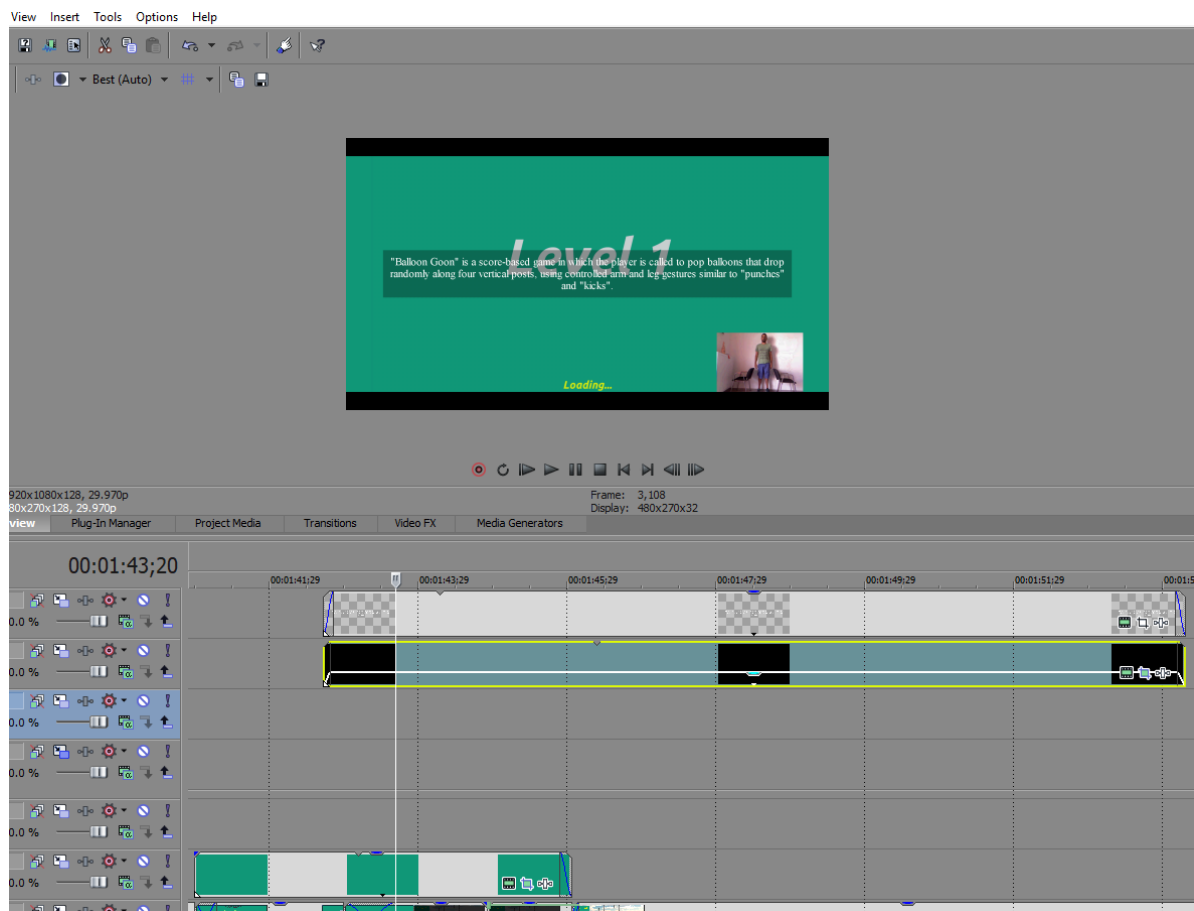 View Insert Tools Options Help
Best (Auto)
Level 1
"Balloon Goon" is a score-based game in which the player is called to pop balloons that drop
randomly along four vertical posts, using controlled arm and leg gestures similar to "punches"
and "kicks".
Loading...
920x1080x128, 29.970p
Frame: 3,108
80x270x128, 29.970p
Display: 480x270x32
view Plug-In Manager Project Media Transitions Video FX Media Generators
00:01:43;20
00:01:41;29 00:01:43;29 00:01:45;29 00:01:47;29 00:01:49;29 00:01:51;29 00:01:5
0.0 %
0.0 %
0.0 %
0.0 %
0.0 %
0.0 %